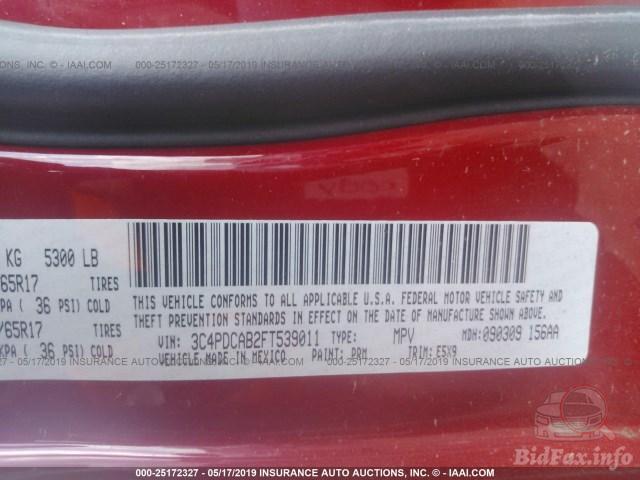 000-25172327 - 05/17/2019 INSURANCE AUTO AUCTIONS, INC. - IAAI.COM
KG 5300 LB
/65R17 TIRES
KPA ( 36 PSI) COLD
/65R17 TIRES
KPA ( 36 PSI) COLD
THIS VEHICLE CONFORMS TO ALL APPLICABLE U.S.A. FEDERAL MOTOR VEHICLE SAFETY AND
THEFT PREVENTION STANDARDS IN EFFECT ON THE DATE OF MANUFACTURE SHOWN ABOVE.
VIN: 3C4PDCAB2FT539011 TYPE: MPV MDH: 090309 156AA
VEHICLE MADE IN MEXICO PAINT: PRM TRIM: E5X9
BidFax.info
000-25172327 - 05/17/2019 INSURANCE AUTO AUCTIONS, INC. - IAAI.COM